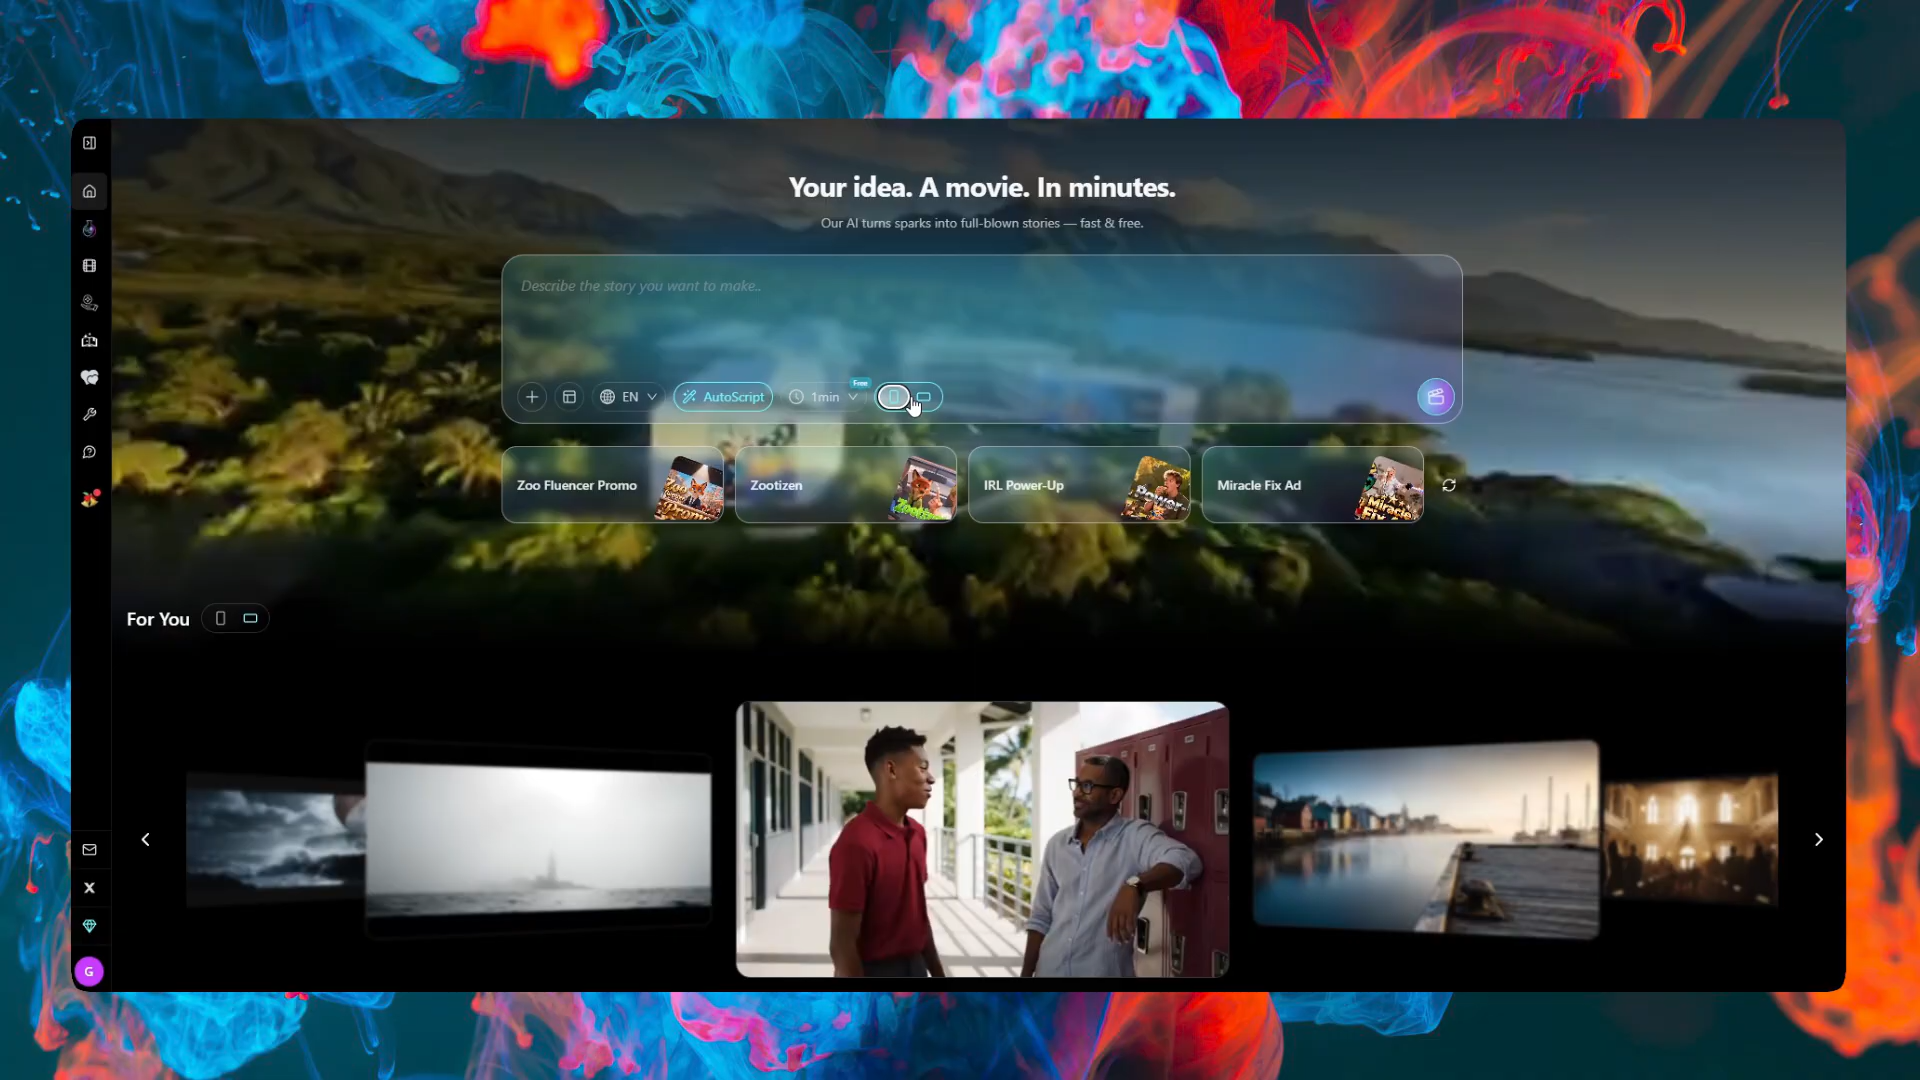 Your idea. A movie. In minutes.
Our AI turns sparks into full-blown stories — fast & free.
Describe the story you want to make..
EN
AutoScript
1min
Free
Zoo Fluencer Promo
Zootizen
IRL Power-Up
Miracle Fix Ad
For You
G